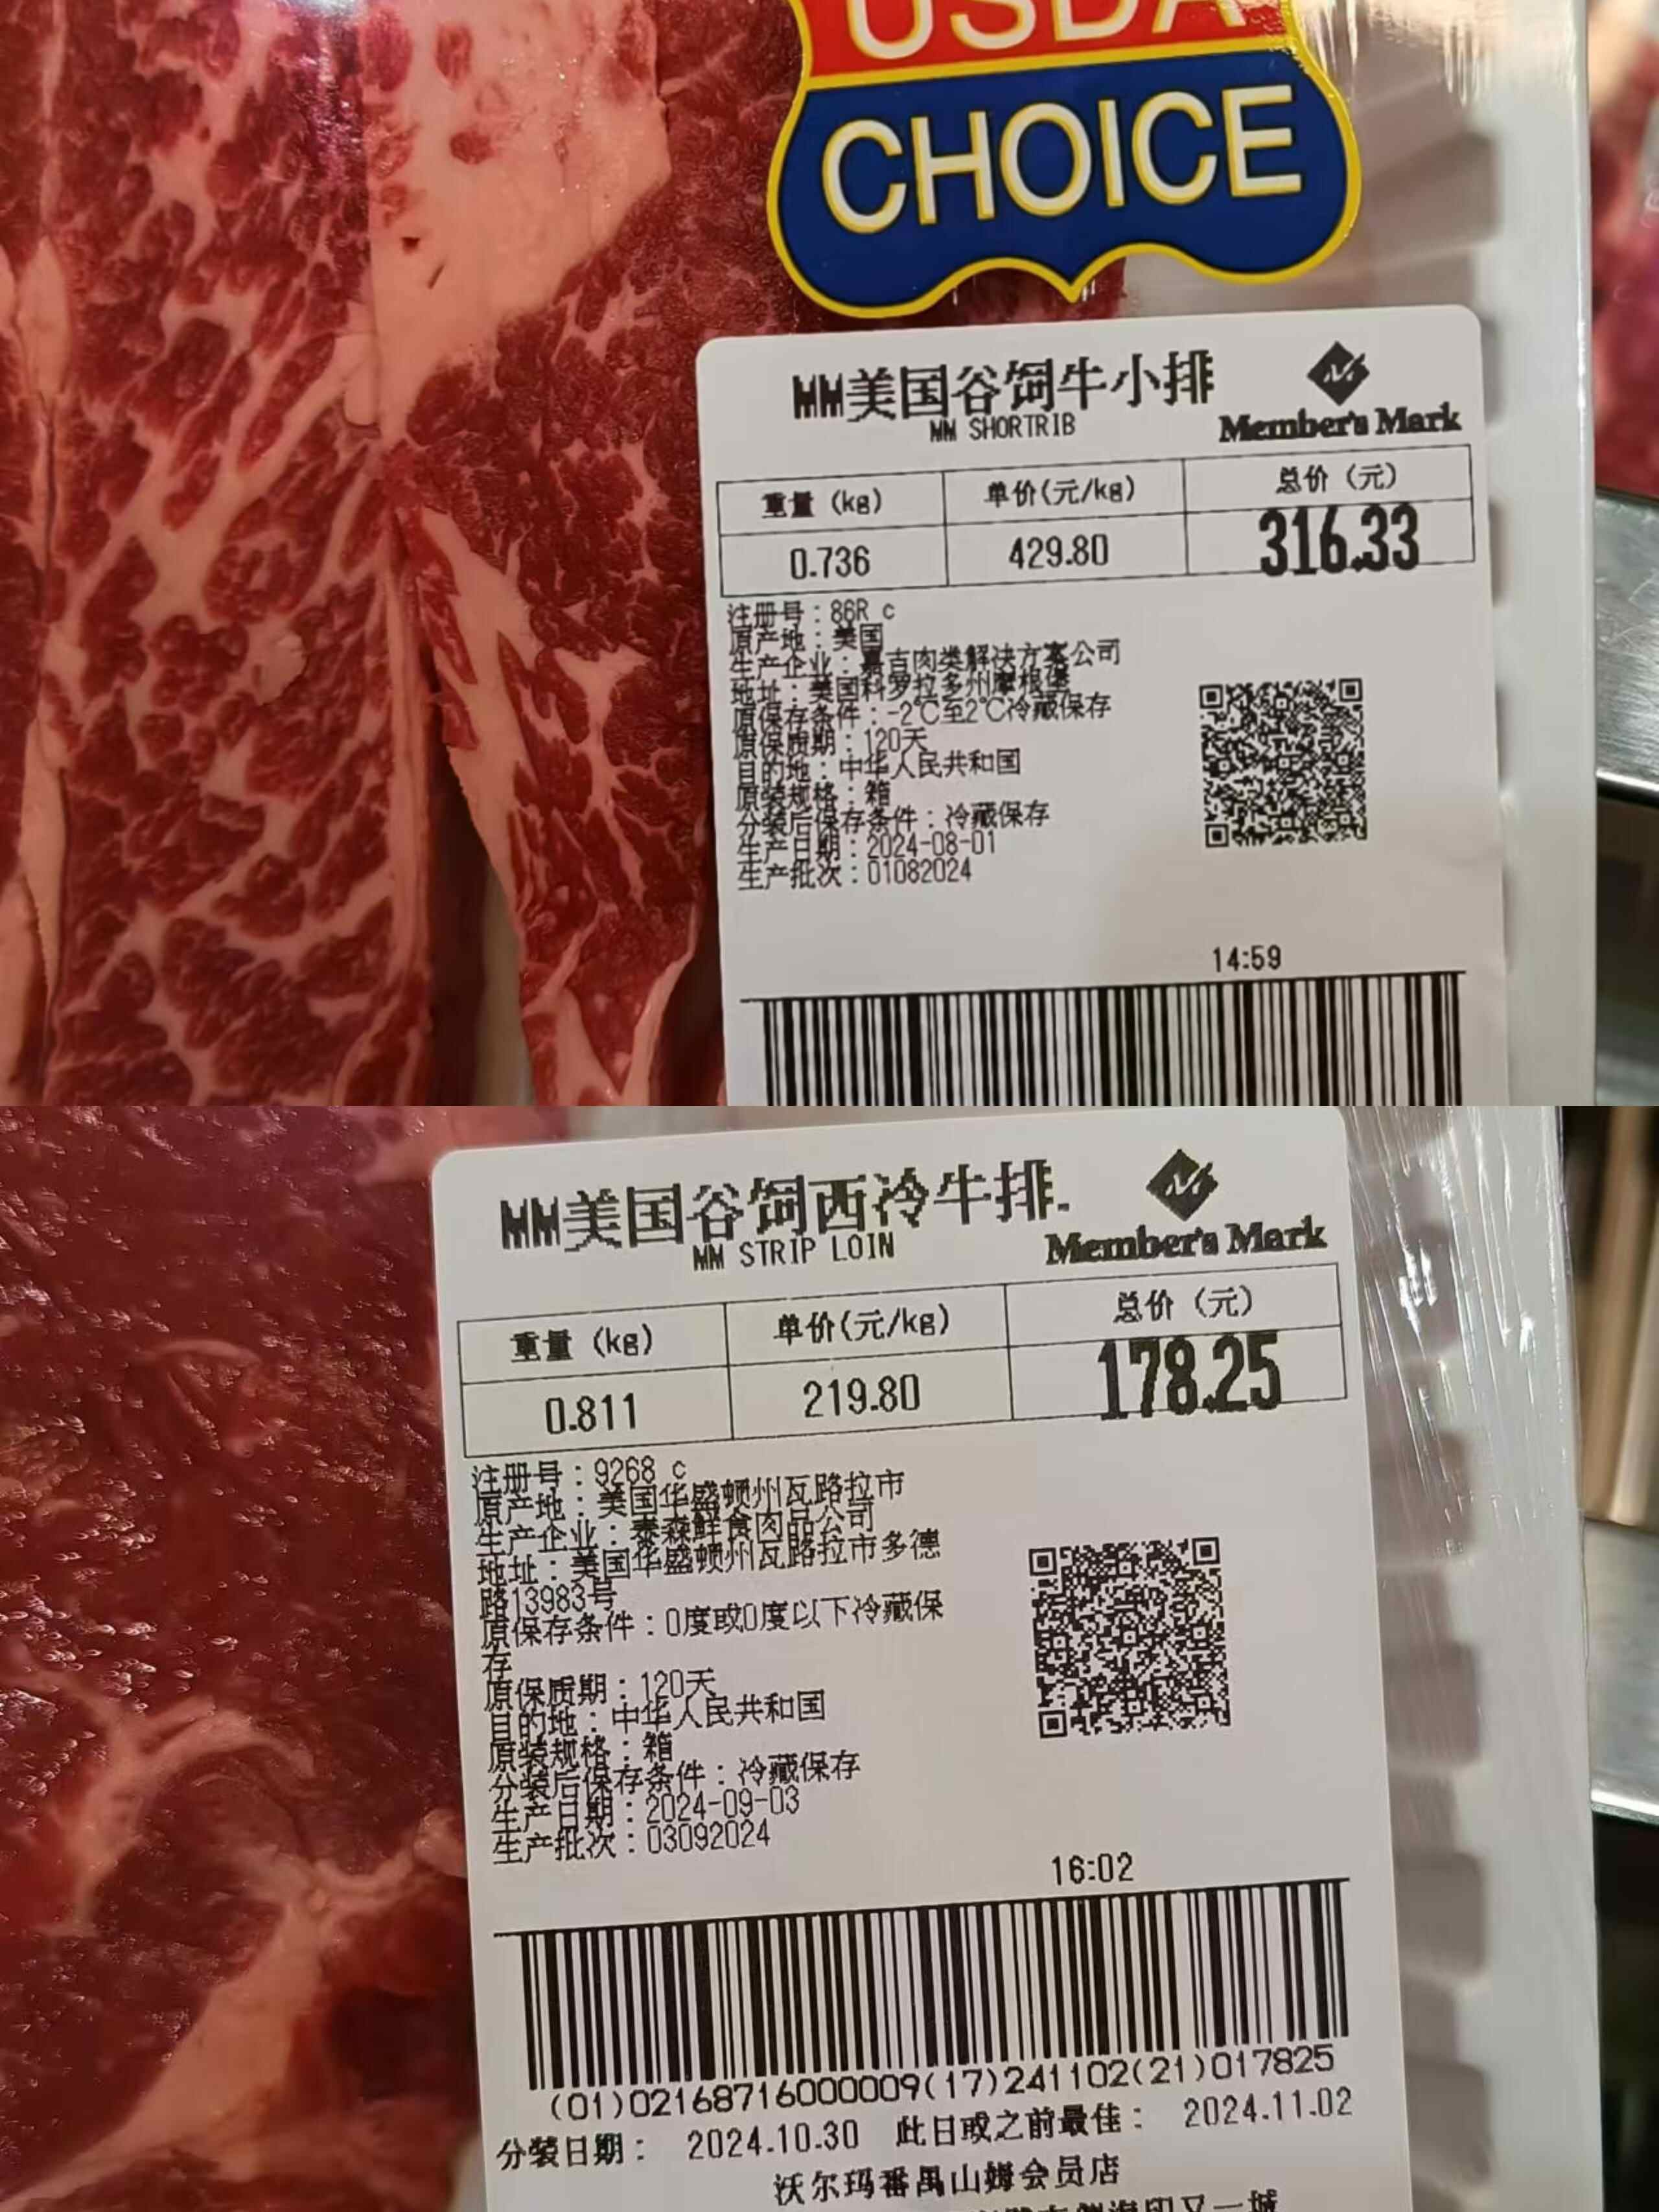 USDA
CHOICE
MM美国谷饲牛小排
MM SHORTRIB
Member's Mark
重量 (kg) 单价(元/kg) 总价 (元)
0.736 429.80 316.33
注册号：86R c
原产地：美国
生产企业：嘉吉肉类解决方案公司
地址：美国科罗拉多州摩根堡
原保存条件：-2℃至2℃冷藏保存
原保质期：120天
目的地：中华人民共和国
原装规格：箱
分装后保存条件：冷藏保存
生产日期：2024-08-01
生产批次：01082024
14:59
MM美国谷饲西冷牛排.
MM STRIP LOIN
Member's Mark
重量 (kg) 单价(元/kg) 总价 (元)
0.811 219.80 178.25
注册号：9268 c
原产地：美国华盛顿州瓦路拉市
生产企业：泰森鲜食肉品公司
地址：美国华盛顿州瓦路拉市多德
路13983号
原保存条件：0度或0度以下冷藏保
存
原保质期：120天
目的地：中华人民共和国
原装规格：箱
分装后保存条件：冷藏保存
生产日期：2024-09-03
生产批次：03092024
16:02
(01)02168716000009(17)241102(21)017825
分装日期： 2024.10.30 此日或之前最佳： 2024.11.02
沃尔玛番禺山姆会员店